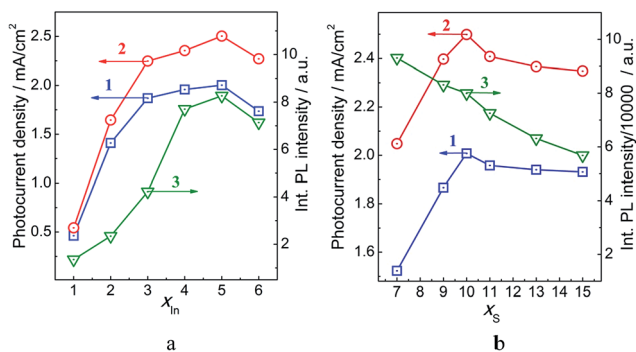 Photocurrent density / mA/cm²
2.5
2.0
1.5
1.0
0.5
2
1
3
10
8
6
4
2
Int. PL intensity / a.u.
1 2 3 4 5 6
x_In
a
Photocurrent density / mA/cm²
2.4
2.2
2.0
1.8
1.6
2
3
1
10
8
6
4
2
Int. PL intensity/10000 / a.u.
7 8 9 10 11 12 13 14 15
x_S
b